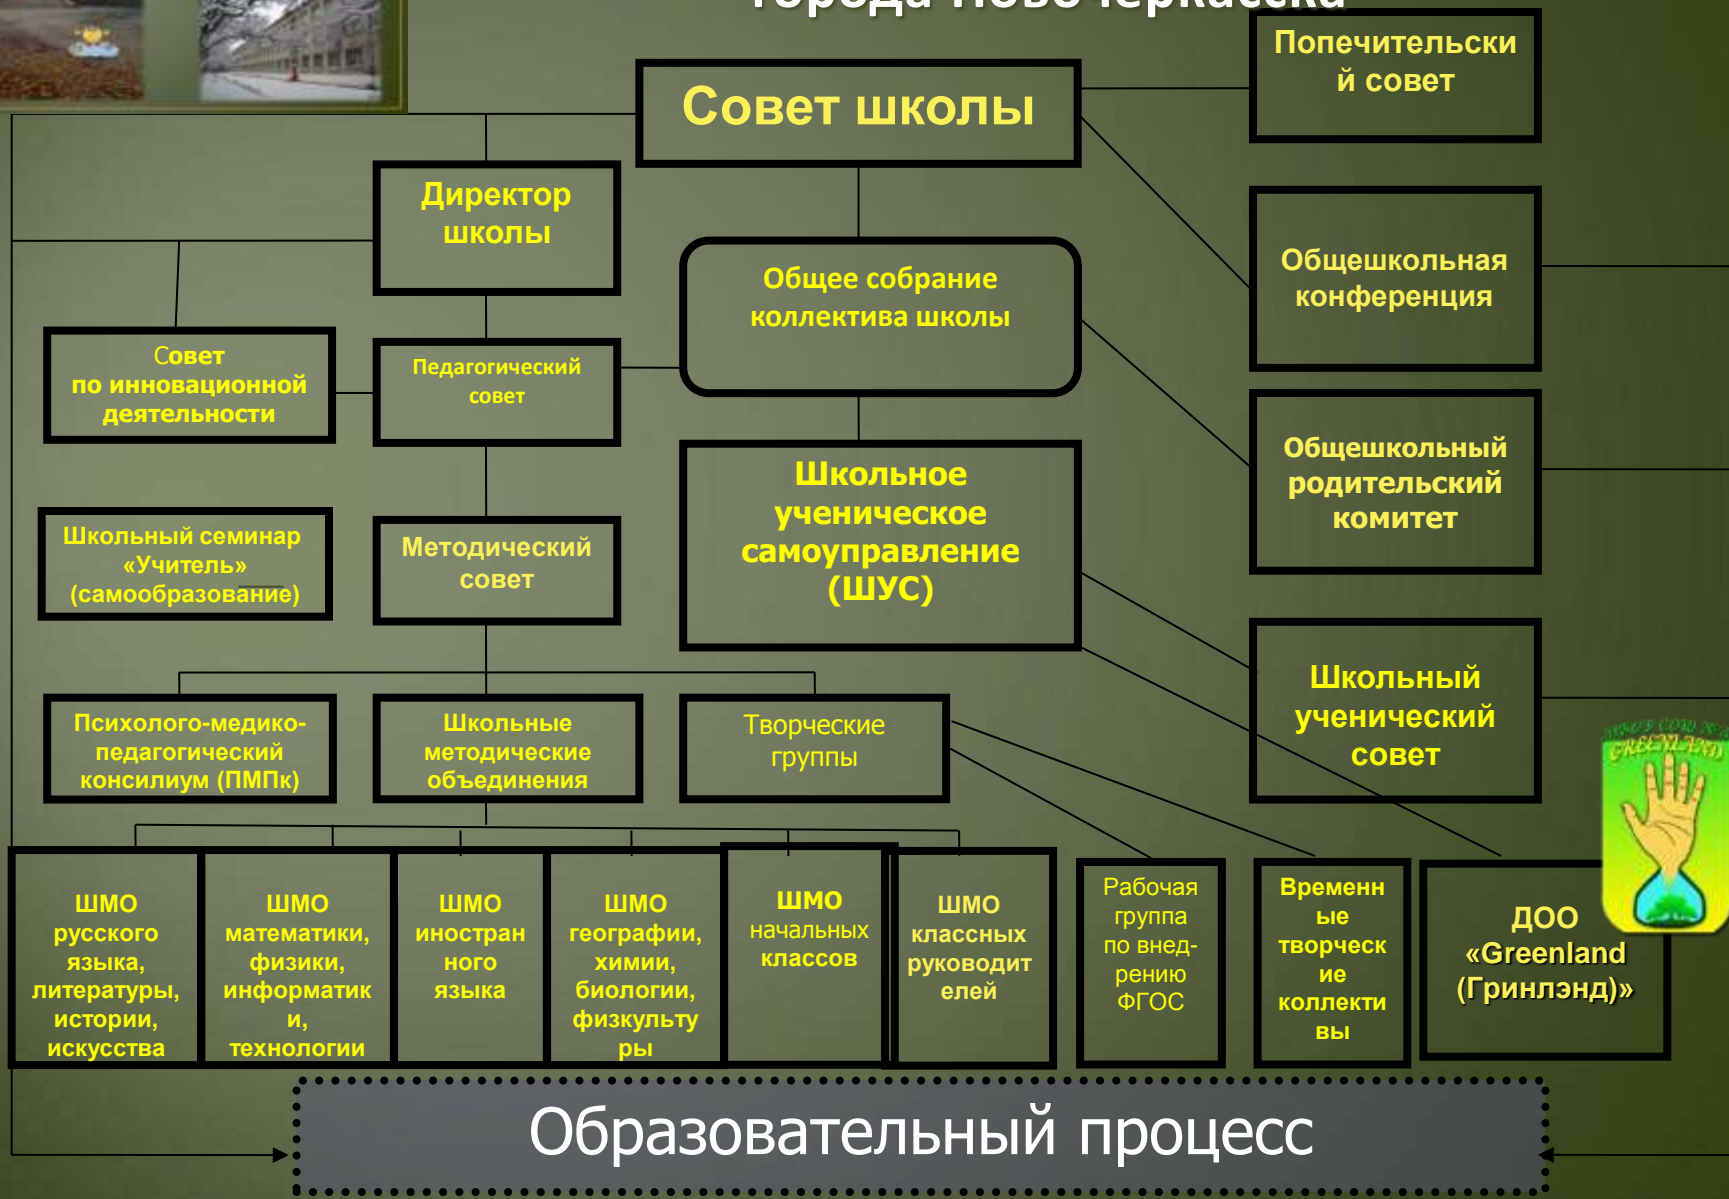 города Новочеркасска
Попечительски
й совет
Совет школы
Директор
школы
Общее собрание
коллектива школы
Общешкольная
конференция
Совет
по инновационной
деятельности
Педагогический
совет
Общешкольный
родительский
комитет
Школьное
ученическое
самоуправление
(ШУС)
Школьный семинар
«Учитель»
(самообразование)
Методический
совет
Школьный
ученический
совет
Психолого-медико-
педагогический
консилиум (ПМПк)
Школьные
методические
объединения
Творческие
группы
GREENLAND
ШМО
русского
языка,
литературы,
истории,
искусства
ШМО
математики,
физики,
информатик
и,
технологии
ШМО
иностран
ного
языка
ШМО
географии,
химии,
биологии,
физкульту
ры
ШМО
начальных
классов
ШМО
классных
руководит
елей
Рабочая
группа
по внед-
рению
ФГОС
Временн
ые
творческ
ие
коллекти
вы
ДОО
«Greenland
(Гринлэнд)»
Образовательный процесс